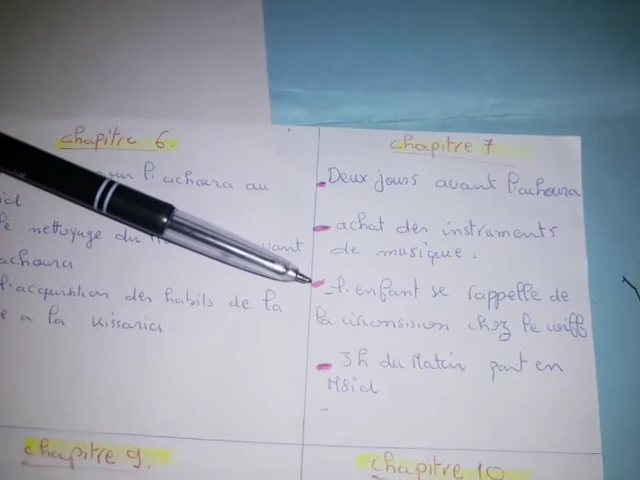 chapitre 6.
l'achoura au
nettoyage du
vant
achoura
l'acquisition des habits de la
a la Kissaria
chapitre 7
Deux jours avant l'achoura
achat des instruments
de musique.
l'enfant se rappelle de
la circonsision chez le coiff
3h du Matin part en
Msid
chapitre 9.
chapitre 10